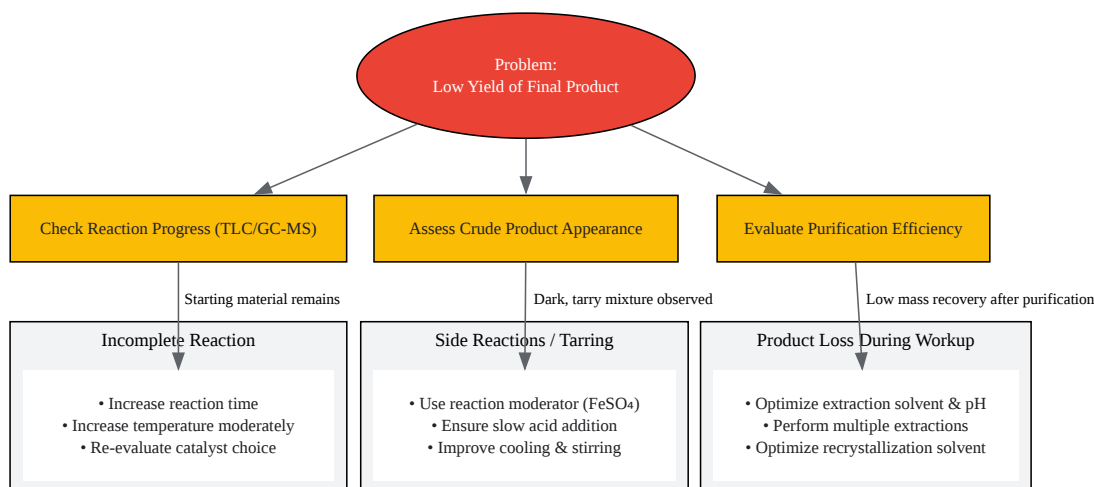 Problem:
Low Yield of Final Product
Check Reaction Progress (TLC/GC-MS)
Assess Crude Product Appearance
Evaluate Purification Efficiency
Starting material remains
Dark, tarry mixture observed
Low mass recovery after purification
Incomplete Reaction
• Increase reaction time
• Increase temperature moderately
• Re-evaluate catalyst choice
Side Reactions / Tarring
• Use reaction moderator (FeSO₄)
• Ensure slow acid addition
• Improve cooling & stirring
Product Loss During Workup
• Optimize extraction solvent & pH
• Perform multiple extractions
• Optimize recrystallization solvent